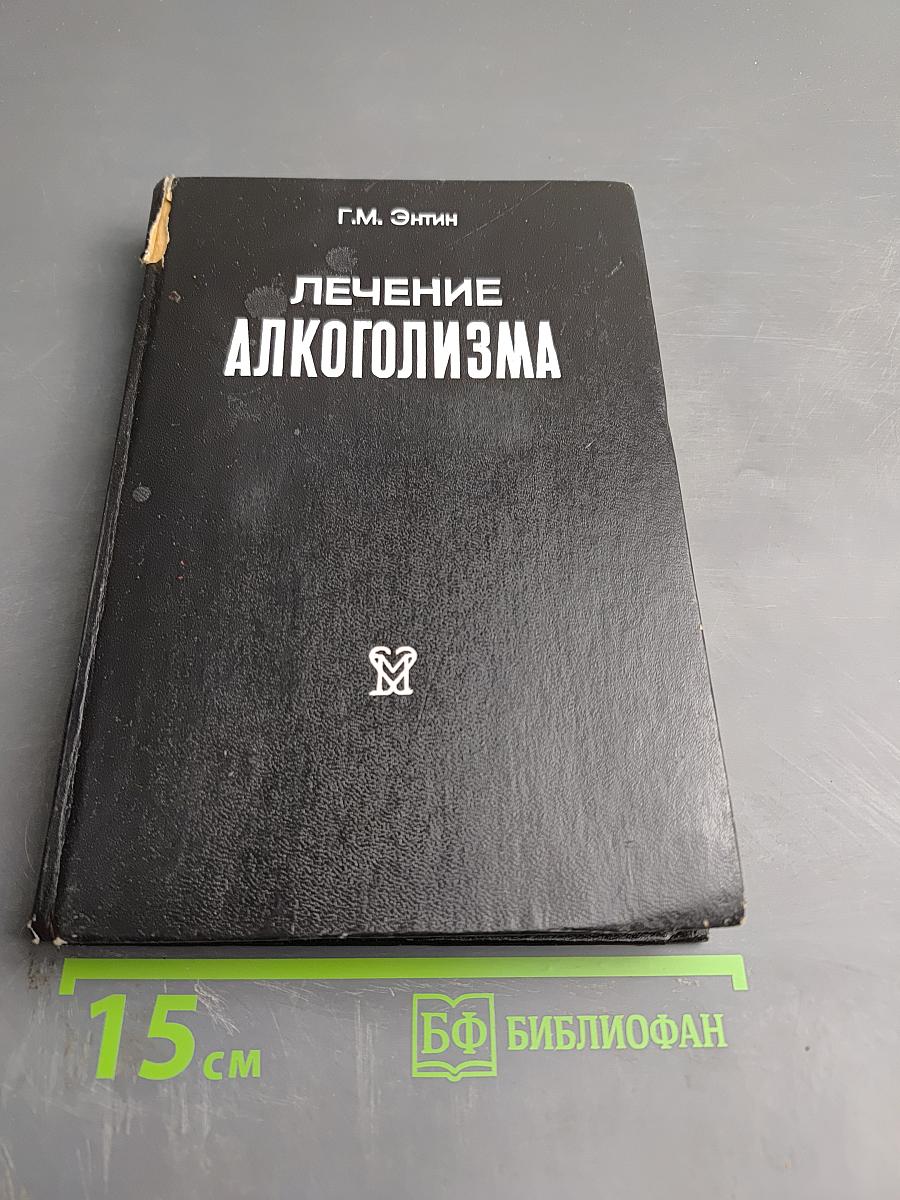 Г.М. Энтин
ЛЕЧЕНИЕ
АЛКОГОЛИЗМА
М
15 см
БФ БИБЛИОФАН